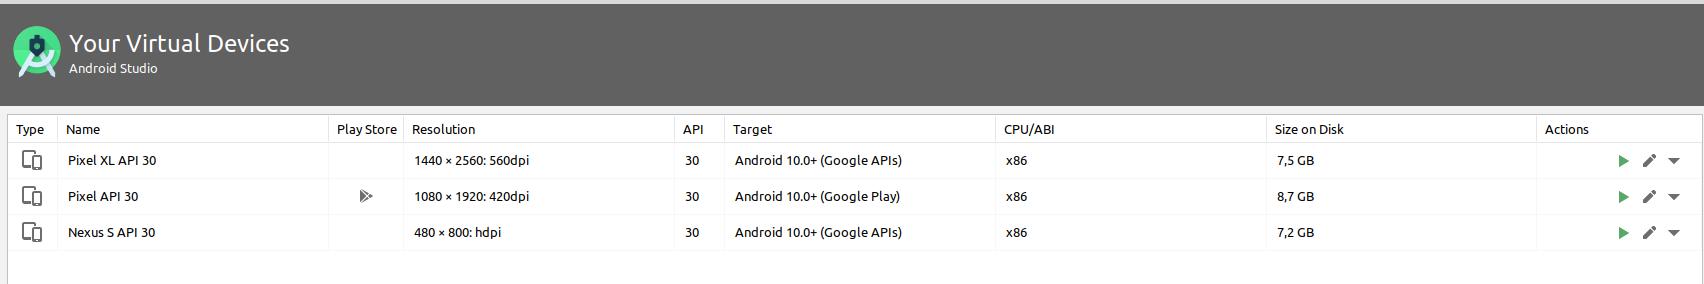 Your Virtual Devices
Android Studio
Type Name Play Store Resolution API Target CPU/ABI Size on Disk Actions
Pixel XL API 30 1440 × 2560: 560dpi 30 Android 10.0+ (Google APIs) x86 7,5 GB
Pixel API 30 1080 × 1920: 420dpi 30 Android 10.0+ (Google Play) x86 8,7 GB
Nexus S API 30 480 × 800: hdpi 30 Android 10.0+ (Google APIs) x86 7,2 GB